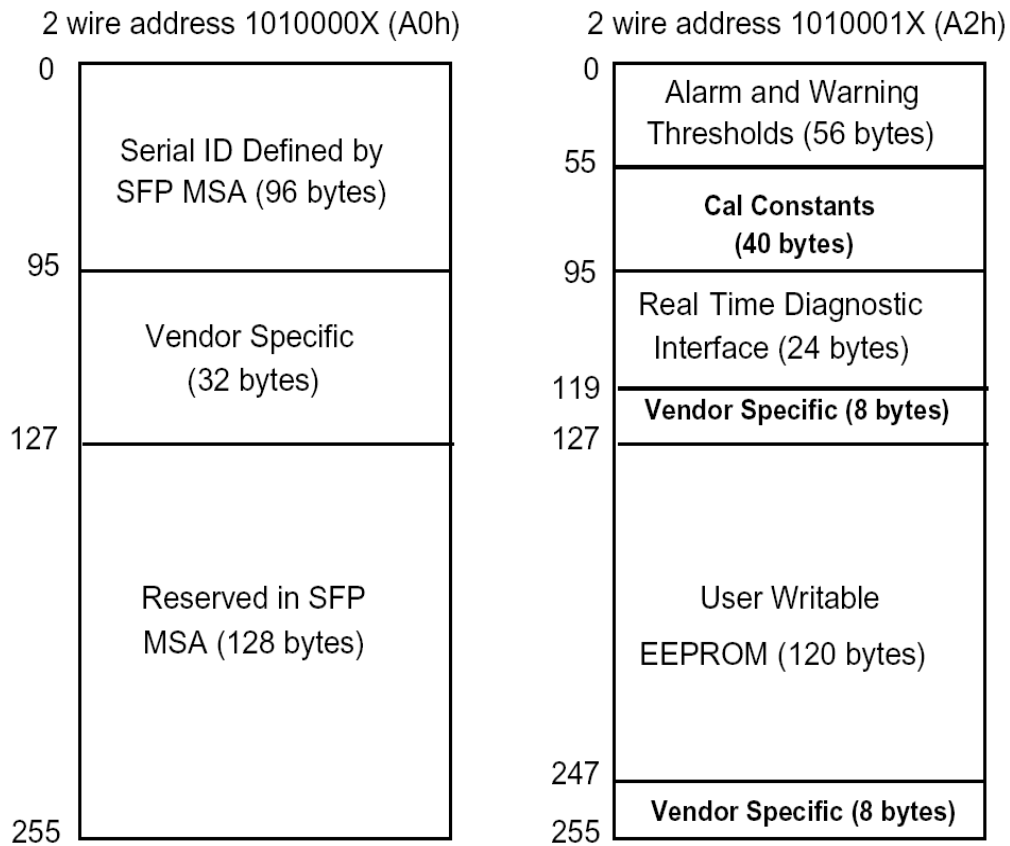 2 wire address 1010000X (A0h)
0
Serial ID Defined by
SFP MSA (96 bytes)
95
Vendor Specific
(32 bytes)
127
Reserved in SFP
MSA (128 bytes)
255
2 wire address 1010001X (A2h)
0
Alarm and Warning
Thresholds (56 bytes)
55
Cal Constants
(40 bytes)
95
Real Time Diagnostic
Interface (24 bytes)
119
Vendor Specific (8 bytes)
127
User Writable
EEPROM (120 bytes)
247
Vendor Specific (8 bytes)
255